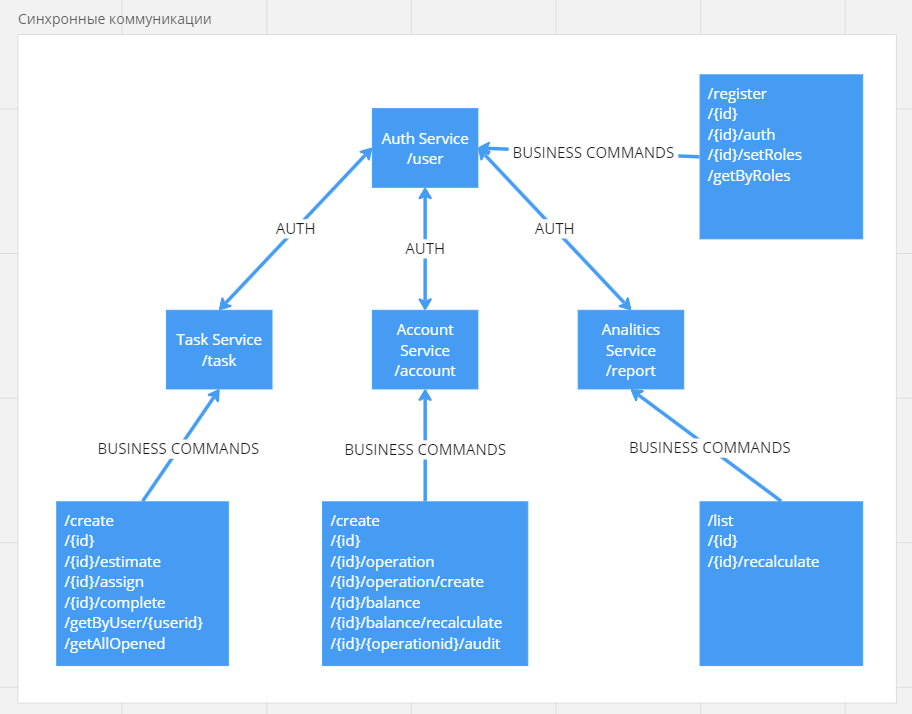 Синхронные коммуникации
/register
/{id}
/{id}/auth
/{id}/setRoles
/getByRoles
Auth Service
/user
BUSINESS COMMANDS
AUTH
AUTH
AUTH
Task Service
/task
Account
Service
/account
Analitics
Service
/report
BUSINESS COMMANDS
BUSINESS COMMANDS
BUSINESS COMMANDS
/create
/{id}
/{id}/estimate
/{id}/assign
/{id}/complete
/getByUser/{userid}
/getAllOpened
/create
/{id}
/{id}/operation
/{id}/operation/create
/{id}/balance
/{id}/balance/recalculate
/{id}/{operationid}/audit
/list
/{id}
/{id}/recalculate